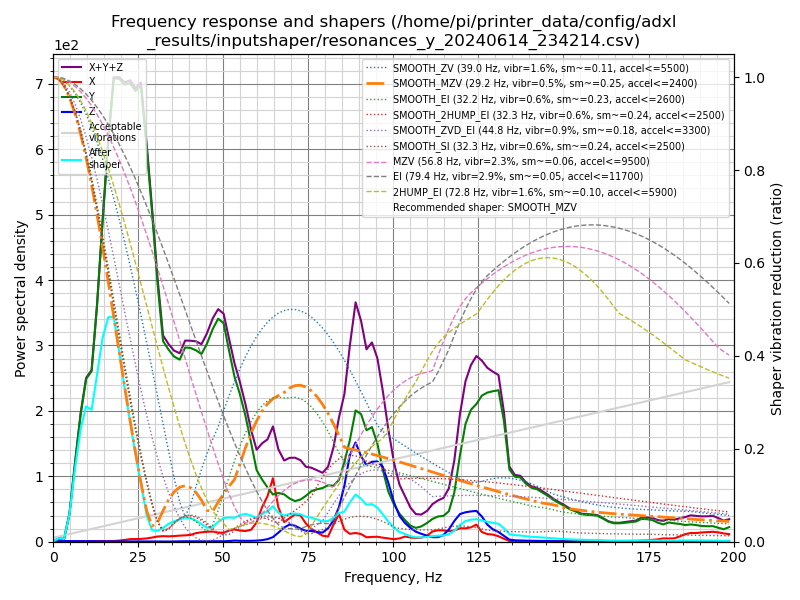 Frequency response and shapers (/home/pi/printer_data/config/adxl
_results/inputshaper/resonances_y_20240614_234214.csv)
1e2
X+Y+Z
X
Y
Z
Acceptable
vibrations
After
shaper
SMOOTH_ZV (39.0 Hz, vibr=1.6%, sm~=0.11, accel<=5500)
SMOOTH_MZV (29.2 Hz, vibr=0.5%, sm~=0.25, accel<=2400)
SMOOTH_EI (32.2 Hz, vibr=0.6%, sm~=0.23, accel<=2600)
SMOOTH_2HUMP_EI (32.3 Hz, vibr=0.6%, sm~=0.24, accel<=2500)
SMOOTH_ZVD_EI (44.8 Hz, vibr=0.9%, sm~=0.18, accel<=3300)
SMOOTH_SI (32.3 Hz, vibr=0.6%, sm~=0.24, accel<=2500)
MZV (56.8 Hz, vibr=2.3%, sm~=0.06, accel<=9500)
EI (79.4 Hz, vibr=2.9%, sm~=0.05, accel<=11700)
2HUMP_EI (72.8 Hz, vibr=1.6%, sm~=0.10, accel<=5900)
Recommended shaper: SMOOTH_MZV
Power spectral density
7
6
5
4
3
2
1
0
Shaper vibration reduction (ratio)
1.0
0.8
0.6
0.4
0.2
0.0
0
25
50
75
100
125
150
175
200
Frequency, Hz